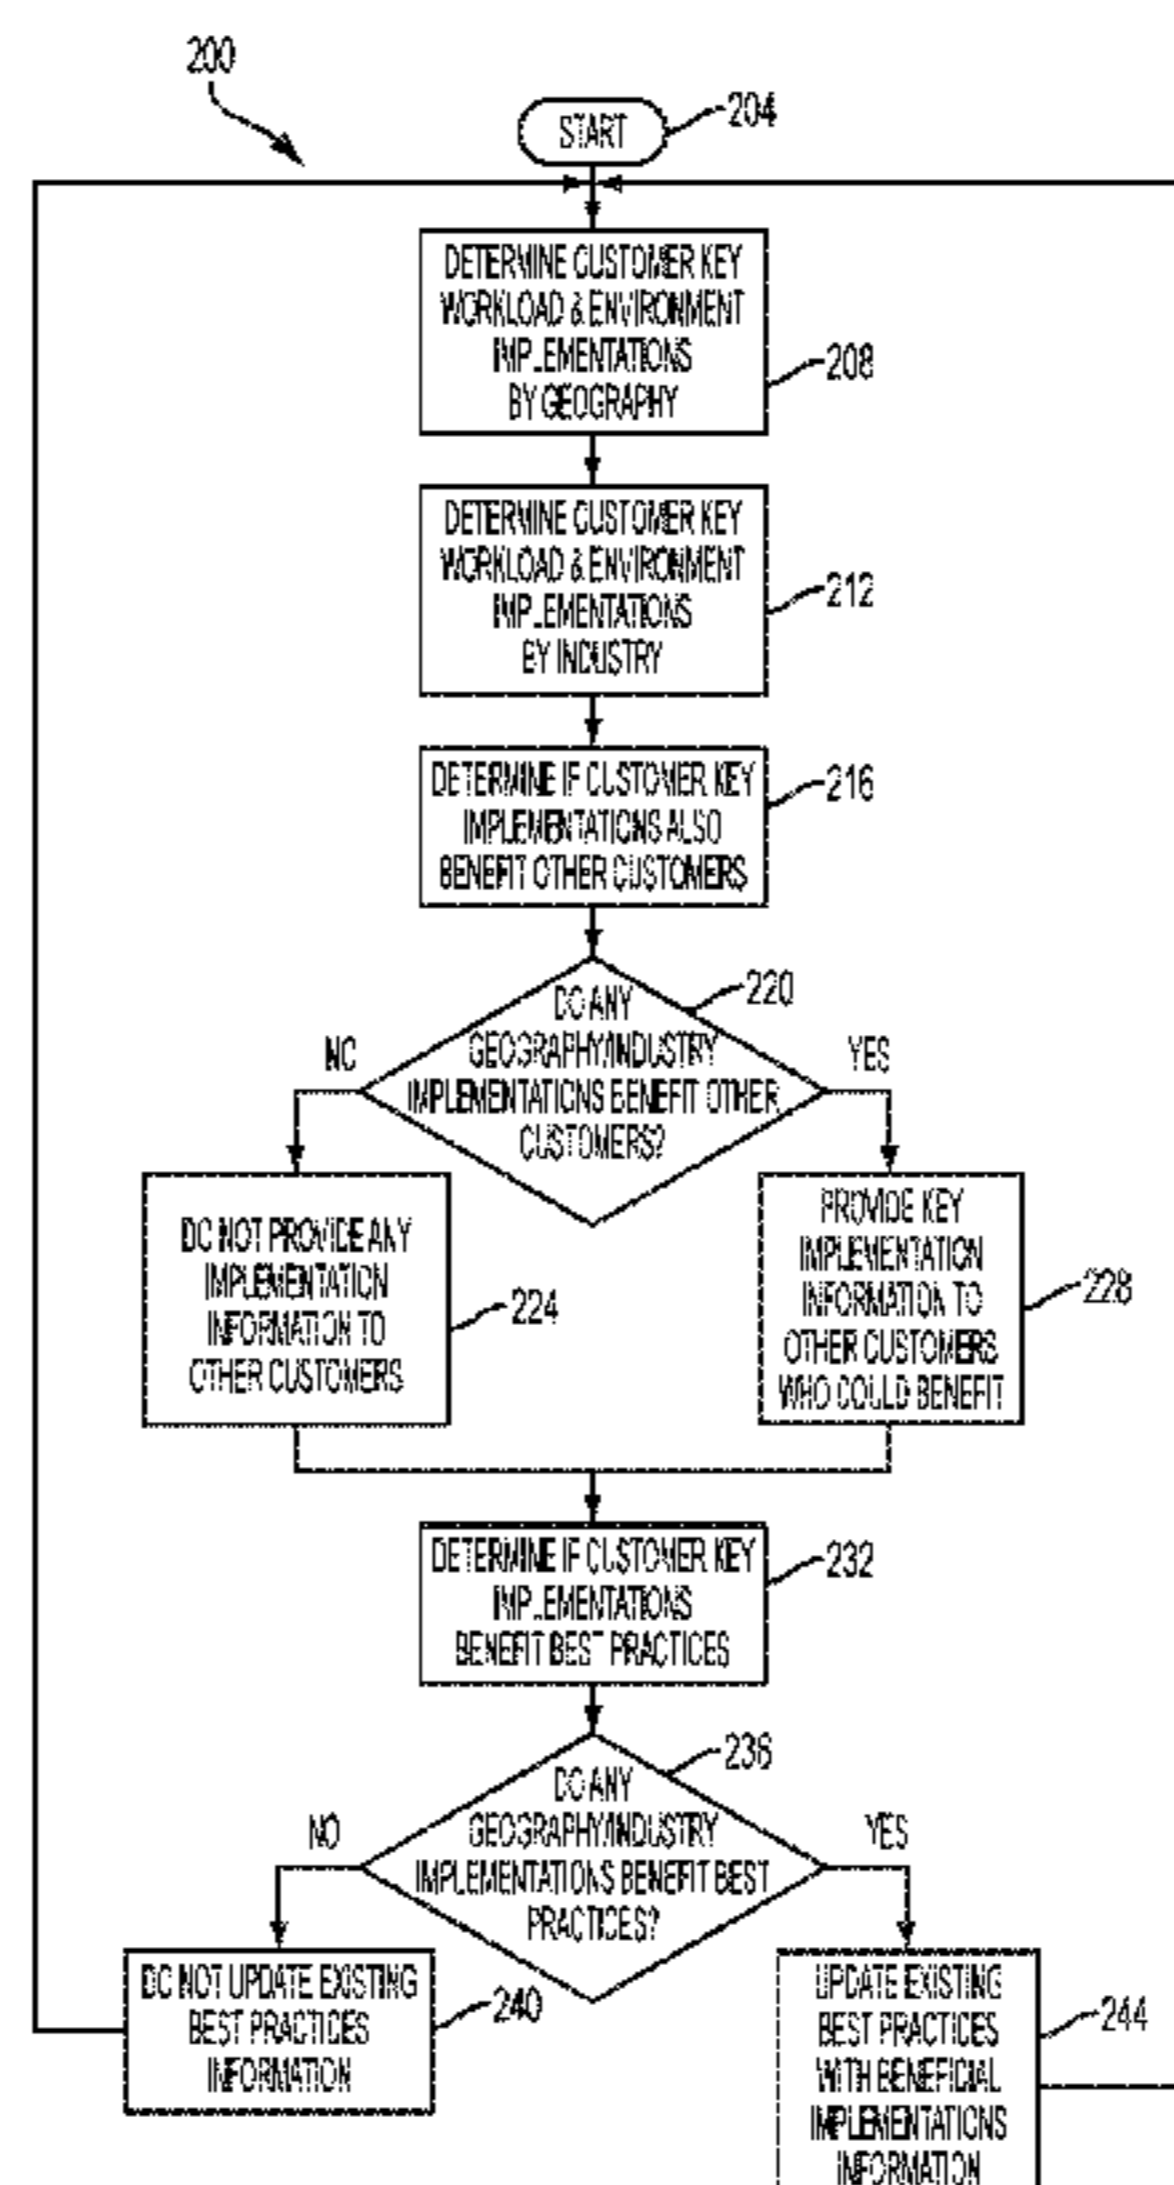 200
START
204
DETERMINE CUSTOMER KEY
WORKLOAD & ENVIRONMENT
IMPLEMENTATIONS
BY GEOGRAPHY
208
DETERMINE CUSTOMER KEY
WORKLOAD & ENVIRONMENT
IMPLEMENTATIONS
BY INDUSTRY
212
DETERMINE IF CUSTOMER KEY
IMPLEMENTATIONS ALSO
BENEFIT OTHER CUSTOMERS
216
DO ANY
GEOGRAPHY/INDUSTRY
IMPLEMENTATIONS BENEFIT OTHER
CUSTOMERS?
220
NO
YES
DO NOT PROVIDE ANY
IMPLEMENTATION
INFORMATION TO
OTHER CUSTOMERS
224
PROVIDE KEY
IMPLEMENTATION
INFORMATION TO
OTHER CUSTOMERS
WHO COULD BENEFIT
228
DETERMINE IF CUSTOMER KEY
IMPLEMENTATIONS
BENEFIT BEST PRACTICES
232
DO ANY
GEOGRAPHY/INDUSTRY
IMPLEMENTATIONS BENEFIT BEST
PRACTICES?
236
NO
YES
DO NOT UPDATE EXISTING
BEST PRACTICES
INFORMATION
240
UPDATE EXISTING
BEST PRACTICES
WITH BENEFICIAL
IMPLEMENTATIONS
INFORMATION
244